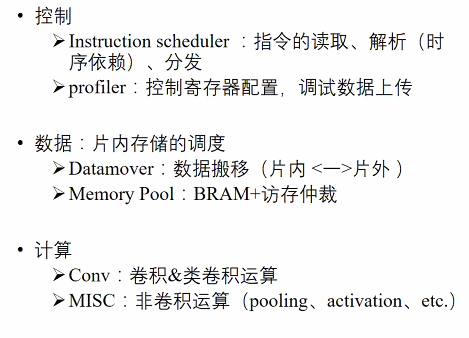 • 控制
➢Instruction scheduler ：指令的读取、解析（时
序依赖）、分发
➢profiler：控制寄存器配置，调试数据上传
• 数据：片内存储的调度
➢Datamover：数据搬移（片内 <—>片外 ）
➢Memory Pool：BRAM+访存仲裁
• 计算
➢Conv：卷积&类卷积运算
➢MISC：非卷积运算（pooling、activation、etc.）